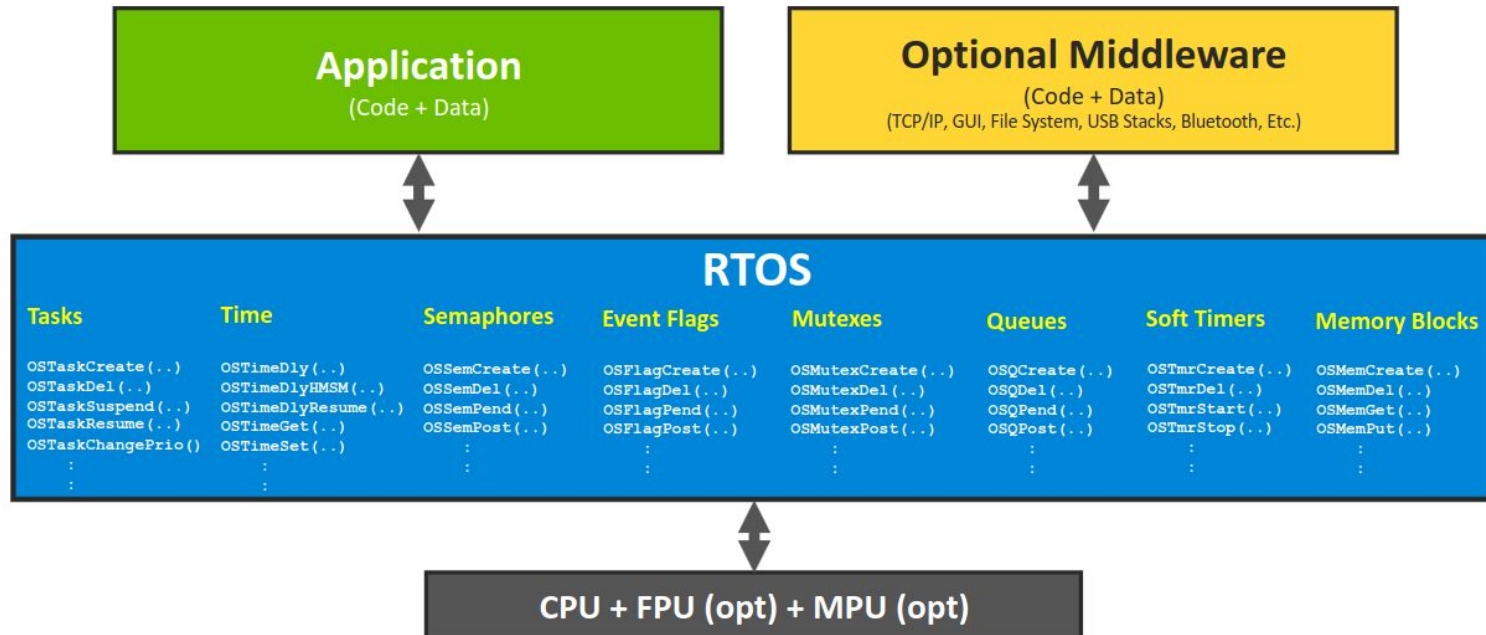 Application
(Code + Data)
Optional Middleware
(Code + Data)
(TCP/IP, GUI, File System, USB Stacks, Bluetooth, Etc.)
RTOS
Tasks
OSTaskCreate(..)
OSTaskDel(..)
OSTaskSuspend(..)
OSTaskResume(..)
OSTaskChangePrio()
:
:
Time
OSTimeDly(..)
OSTimeDlyHMSM(..)
OSTimeDlyResume(..)
OSTimeGet(..)
OSTimeSet(..)
:
:
Semaphores
OSSemCreate(..)
OSSemDel(..)
OSSemPend(..)
OSSemPost(..)
:
:
Event Flags
OSFlagCreate(..)
OSFlagDel(..)
OSFlagPend(..)
OSFlagPost(..)
:
:
Mutexes
OSMutexCreate(..)
OSMutexDel(..)
OSMutexPend(..)
OSMutexPost(..)
:
:
Queues
OSQCreate(..)
OSQDel(..)
OSQPend(..)
OSQPost(..)
:
:
Soft Timers
OSTmrCreate(..)
OSTmrDel(..)
OSTmrStart(..)
OSTmrStop(..)
:
:
Memory Blocks
OSMemCreate(..)
OSMemDel(..)
OSMemGet(..)
OSMemPut(..)
:
:
CPU + FPU (opt) + MPU (opt)